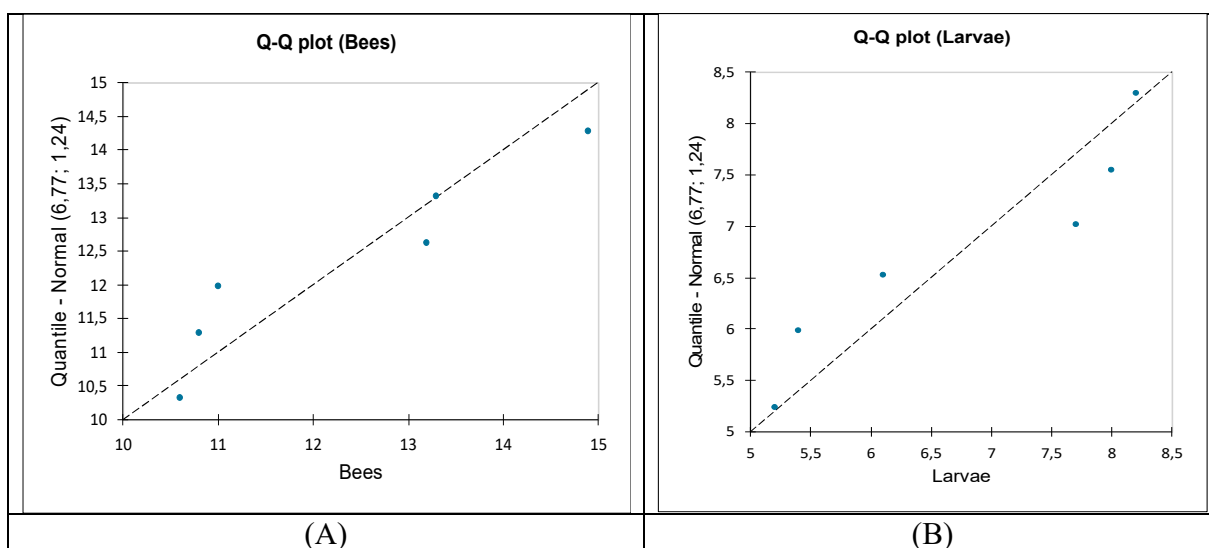 Q-Q plot (Bees)
Quantile - Normal (6,77; 1,24)
15
14,5
14
13,5
13
12,5
12
11,5
11
10,5
10
10 11 12 13 14 15
Bees
(A)
Q-Q plot (Larvae)
Quantile - Normal (6,77; 1,24)
8,5
8
7,5
7
6,5
6
5,5
5
5 5,5 6 6,5 7 7,5 8 8,5
Larvae
(B)